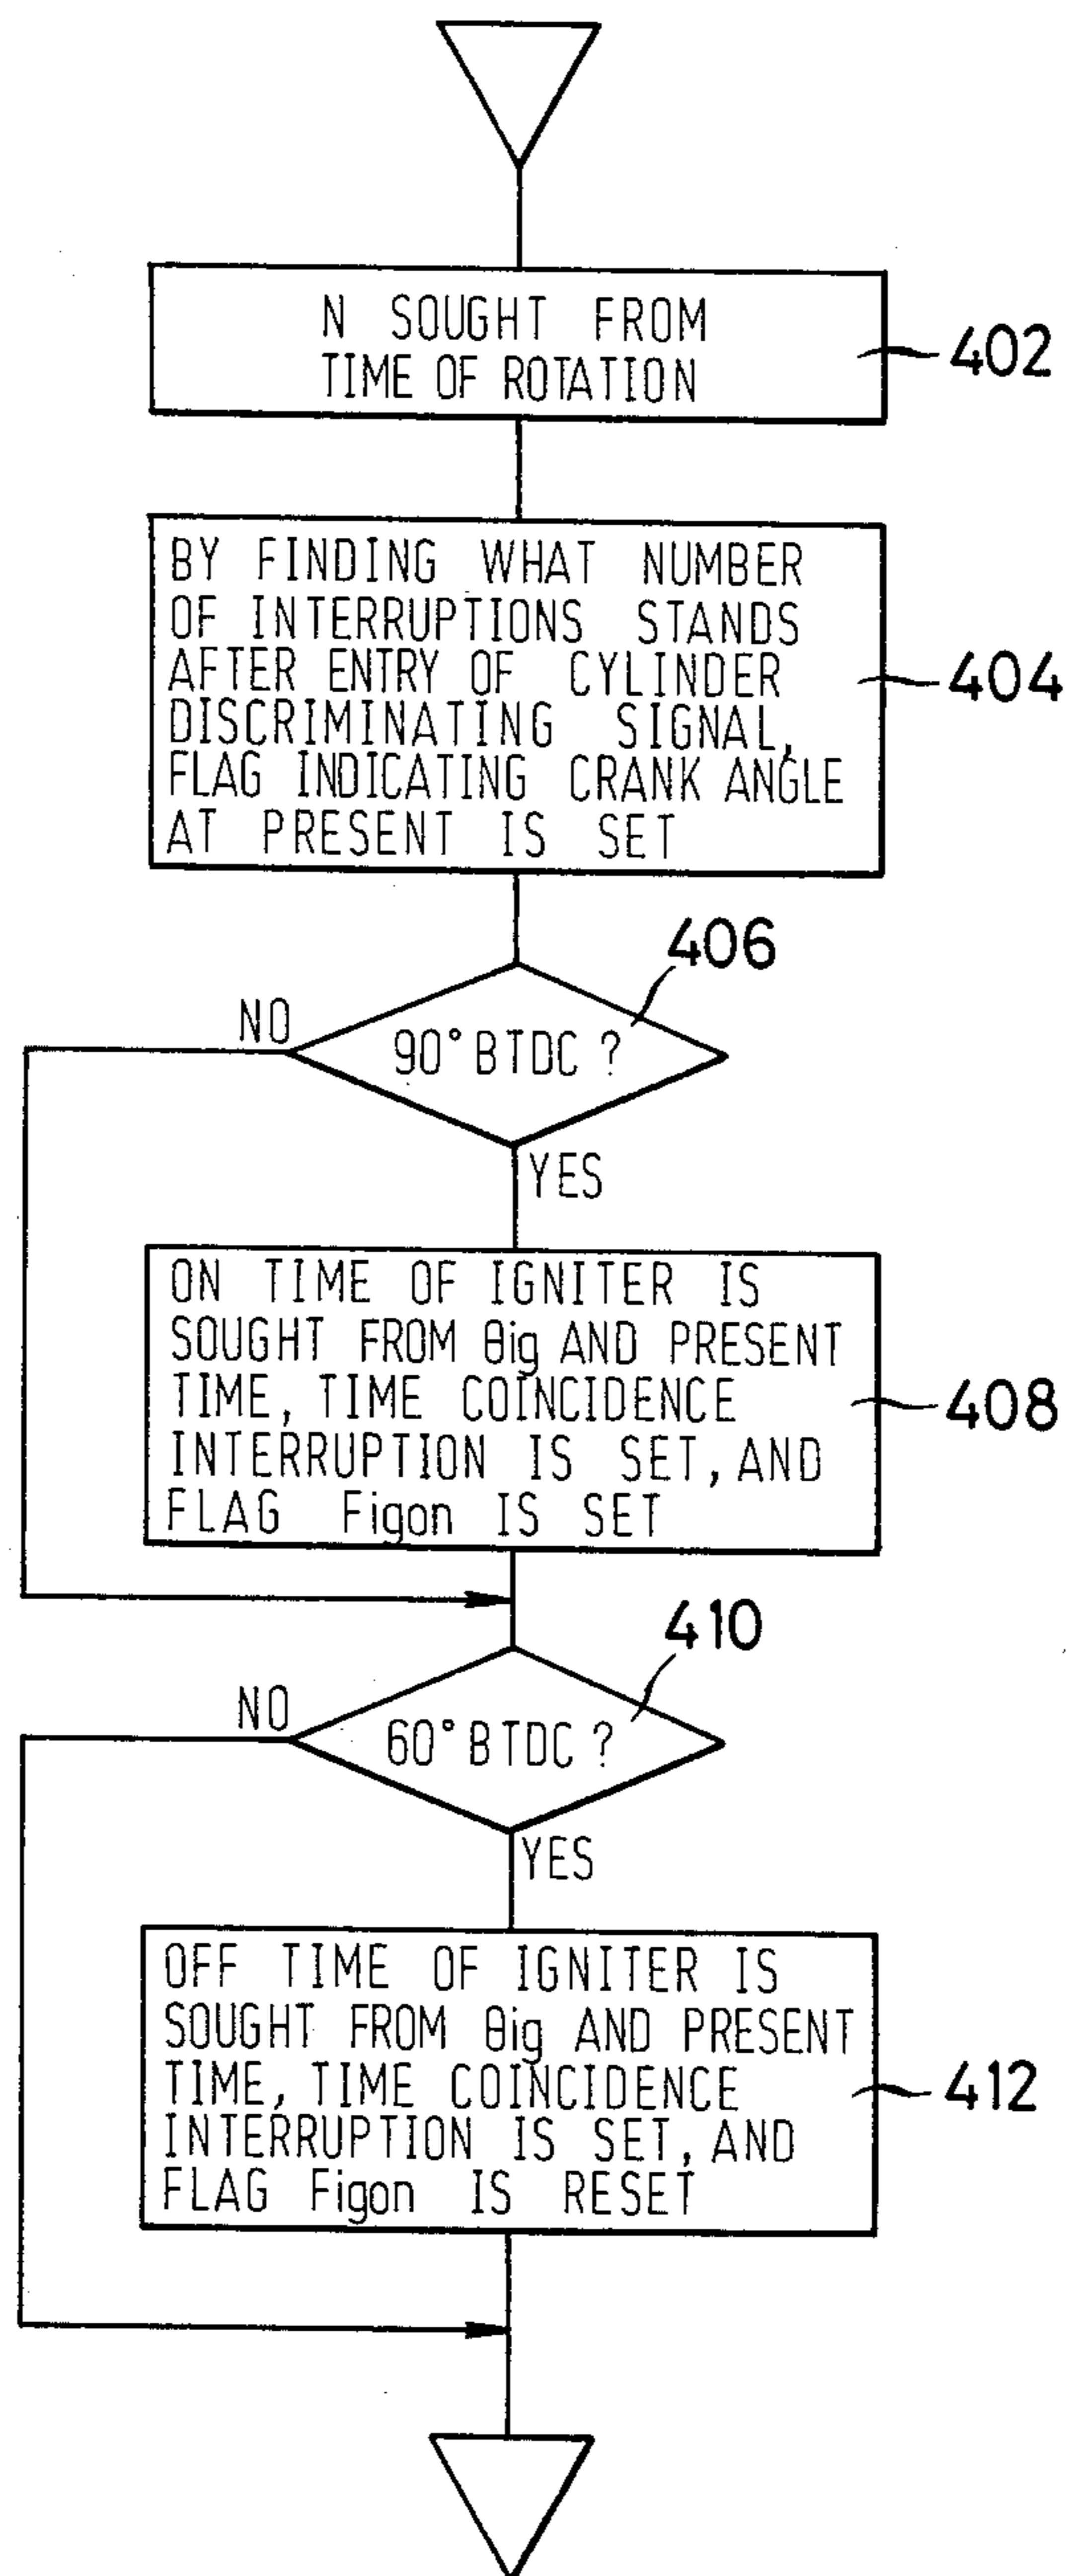 N SOUGHT FROM
TIME OF ROTATION
402
BY FINDING WHAT NUMBER
OF INTERRUPTIONS STANDS
AFTER ENTRY OF CYLINDER
DISCRIMINATING SIGNAL,
FLAG INDICATING CRANK ANGLE
AT PRESENT IS SET
404
406
NO
90° BTDC ?
YES
ON TIME OF IGNITER IS
SOUGHT FROM θig AND PRESENT
TIME, TIME COINCIDENCE
INTERRUPTION IS SET, AND
FLAG Figon IS SET
408
410
NO
60° BTDC ?
YES
OFF TIME OF IGNITER IS
SOUGHT FROM θig AND PRESENT
TIME, TIME COINCIDENCE
INTERRUPTION IS SET, AND
FLAG Figon IS RESET
412